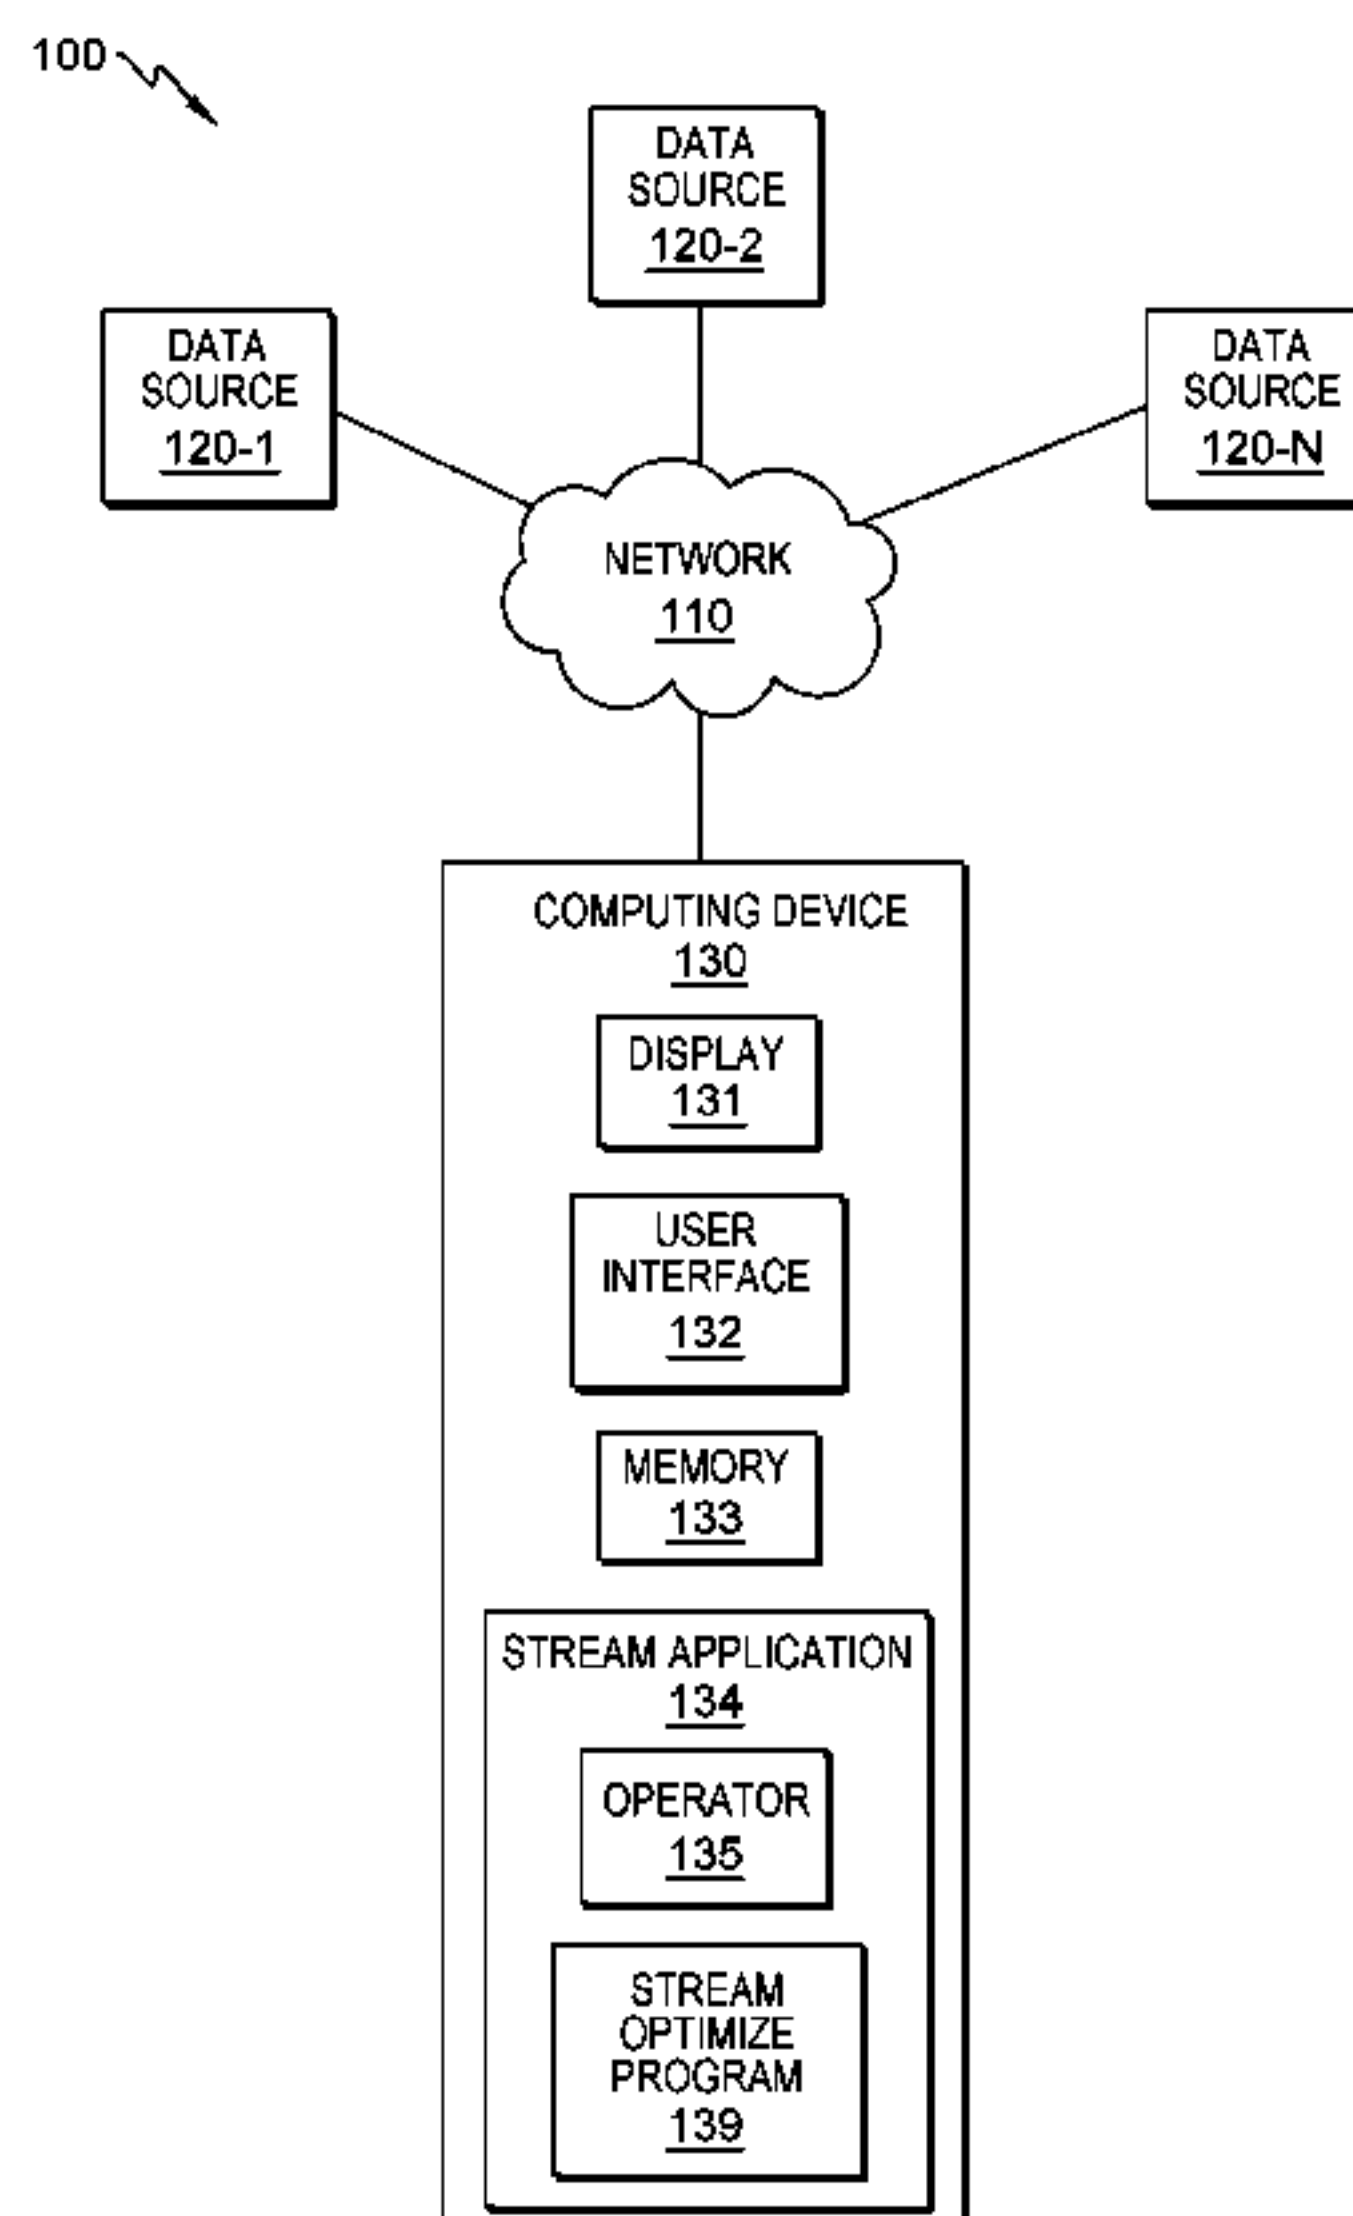 100
DATA
SOURCE
120-2
DATA
SOURCE
120-1
DATA
SOURCE
120-N
NETWORK
110
COMPUTING DEVICE
130
DISPLAY
131
USER
INTERFACE
132
MEMORY
133
STREAM APPLICATION
134
OPERATOR
135
STREAM
OPTIMIZE
PROGRAM
139